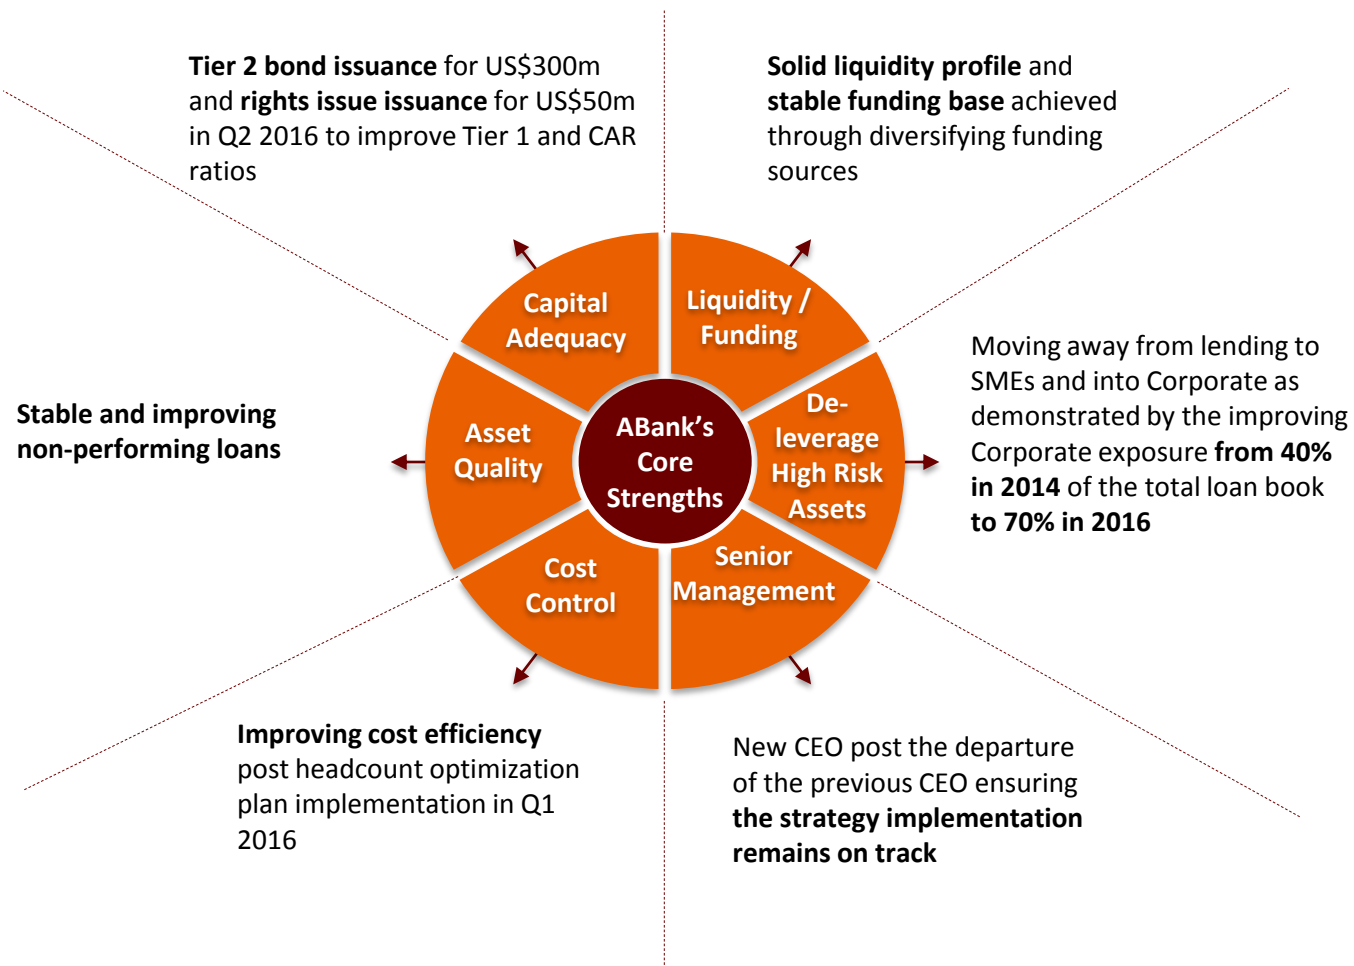 Tier 2 bond issuance for US$300m
and rights issue issuance for US$50m
in Q2 2016 to improve Tier 1 and CAR
ratios
Solid liquidity profile and
stable funding base achieved
through diversifying funding
sources
Capital
Adequacy
Liquidity /
Funding
Stable and improving
non-performing loans
Asset
Quality
ABank's
Core
Strengths
De-
leverage
High Risk
Assets
Moving away from lending to
SMEs and into Corporate as
demonstrated by the improving
Corporate exposure from 40%
in 2014 of the total loan book
to 70% in 2016
Cost
Control
Senior
Management
Improving cost efficiency
post headcount optimization
plan implementation in Q1
2016
New CEO post the departure
of the previous CEO ensuring
the strategy implementation
remains on track